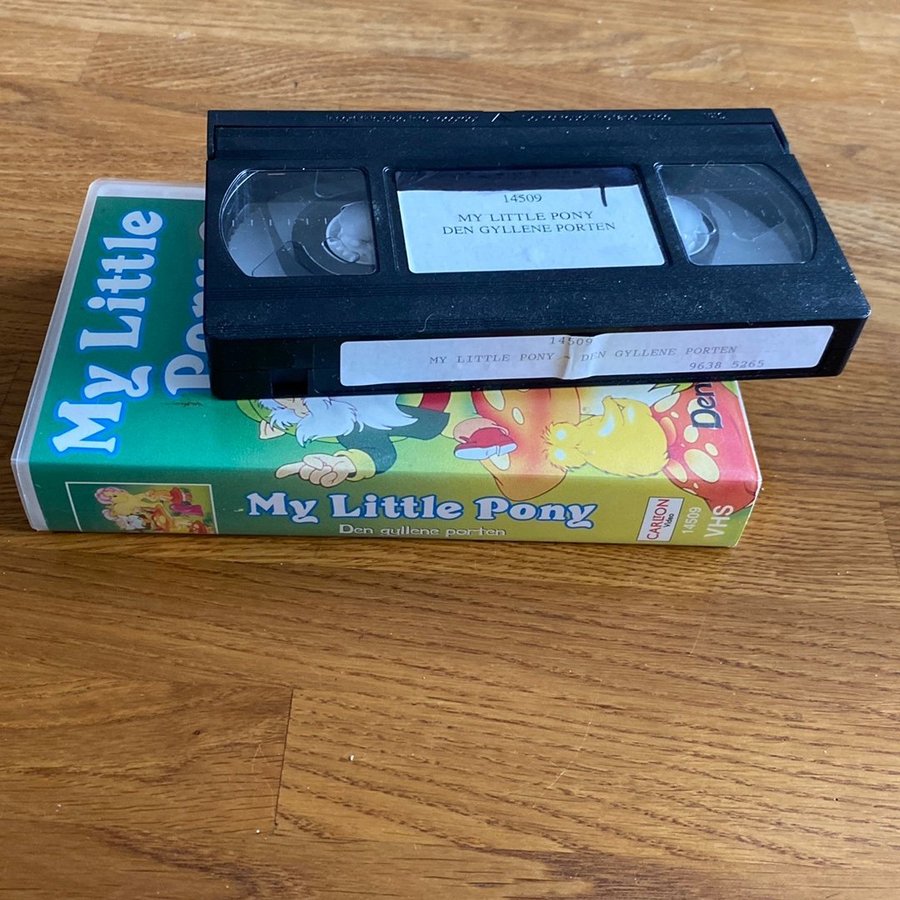 14509
MY LITTLE PONY
DEN GYLLENE PORTEN
14509
MY LITTLE PONY - DEN GYLLENE PORTEN
9638 5265
My Little
Pony
Den
My Little Pony
Den gyllene porten
CARLTON
Video
14509
VHS